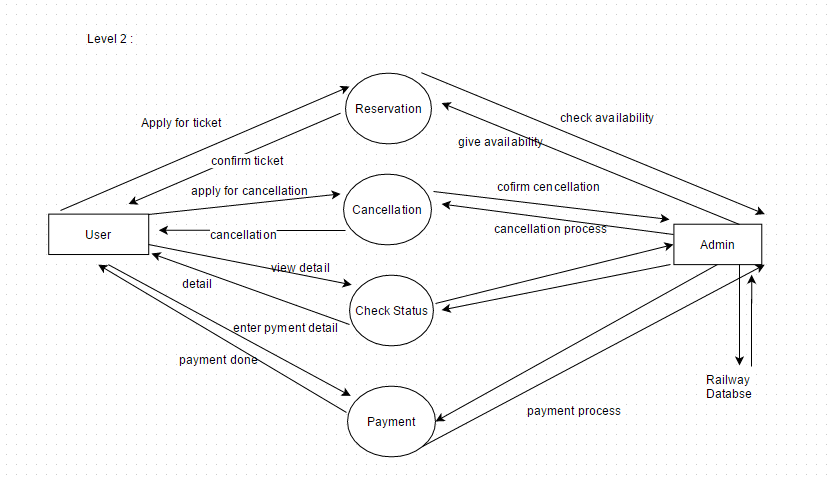 Level 2 :
Reservation
Apply for ticket
check availability
give availability
confirm ticket
apply for cancellation
cofirm cencellation
Cancellation
cancellation
cancellation process
User
Admin
view detail
detail
Check Status
enter pyment detail
payment done
Railway
Databse
payment process
Payment